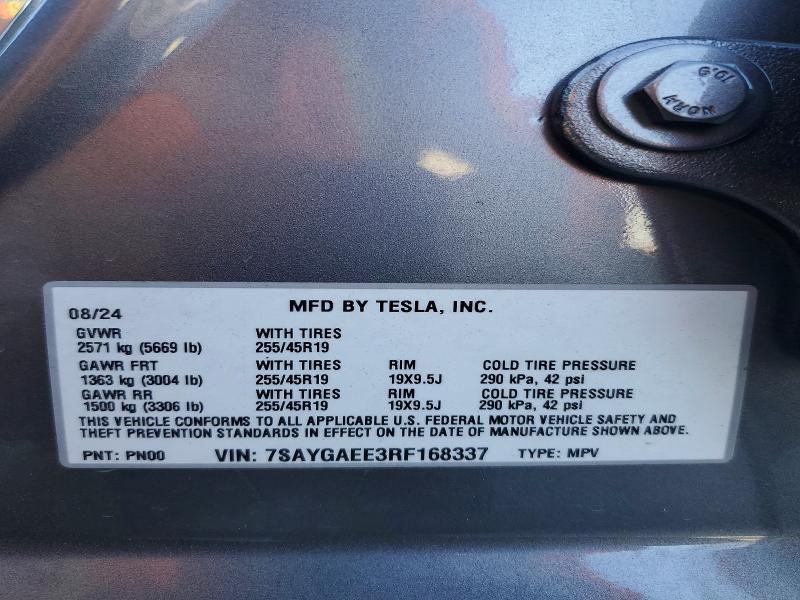 10.9
NORM
08/24
MFD BY TESLA, INC.
GVWR WITH TIRES
2571 kg (5669 lb) 255/45R19
GAWR FRT WITH TIRES RIM COLD TIRE PRESSURE
1363 kg (3004 lb) 255/45R19 19X9.5J 290 kPa, 42 psi
GAWR RR WITH TIRES RIM COLD TIRE PRESSURE
1500 kg (3306 lb) 255/45R19 19X9.5J 290 kPa, 42 psi
THIS VEHICLE CONFORMS TO ALL APPLICABLE U.S. FEDERAL MOTOR VEHICLE SAFETY AND
THEFT PREVENTION STANDARDS IN EFFECT ON THE DATE OF MANUFACTURE SHOWN ABOVE.
PNT: PN00 VIN: 7SAYGAEE3RF168337 TYPE: MPV